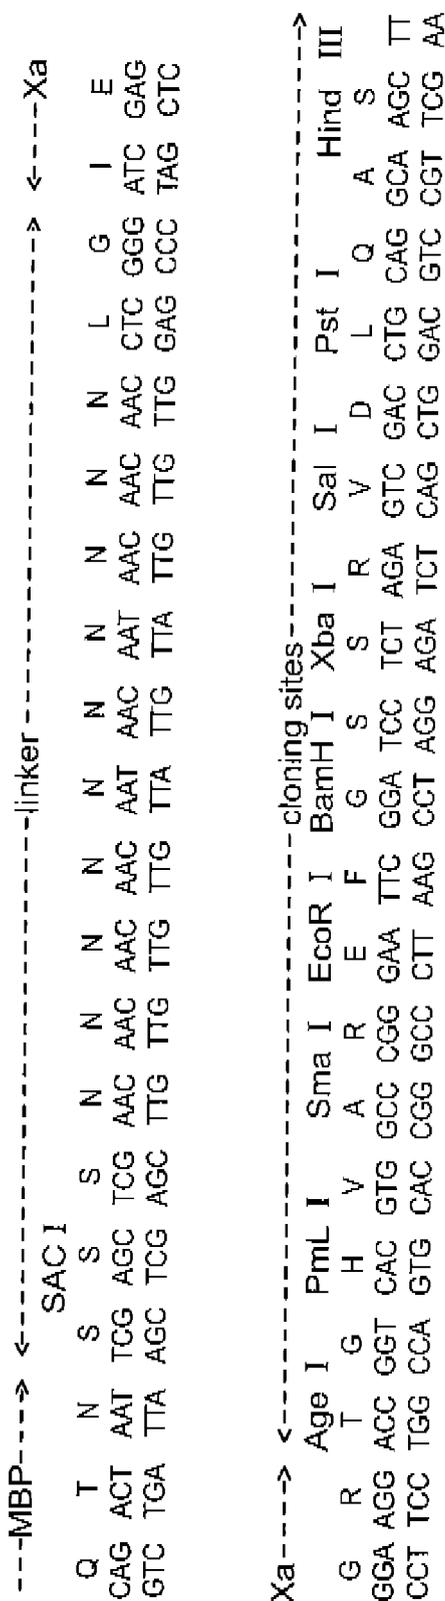 ---MBP----><--------------------linker--------------------><-----Xa
SAC I
Q T N S S S N N N N N N N N N N L G I E
CAG ACT AAT TCG AGC TCG AAC AAC AAC AAC AAT AAC AAT AAC AAC AAC CTC GGG ATC GAG
GTC TGA TTA AGC TCG AGC TTG TTG TTG TTG TTA TTG TTA TTG TTG TTG GAG CCC TAG CTC
Xa----><--------------------cloning sites-------------------->
Age I PmL I Sma I EcoR I BamH I Xba I Sal I Pst I Hind III
G R T G H V A R E F G S S R V D L Q A S
GGA AGG ACC GGT CAC GTG GCC CGG GAA TTC GGA TCC TCT AGA GTC GAC CTG CAG GCA AGC TT
CCT TCC TGG CCA GTG CAC CGG GCC CTT AAG CCT AGG AGA TCT CAG CTG GAC GTC CGT TCG AA